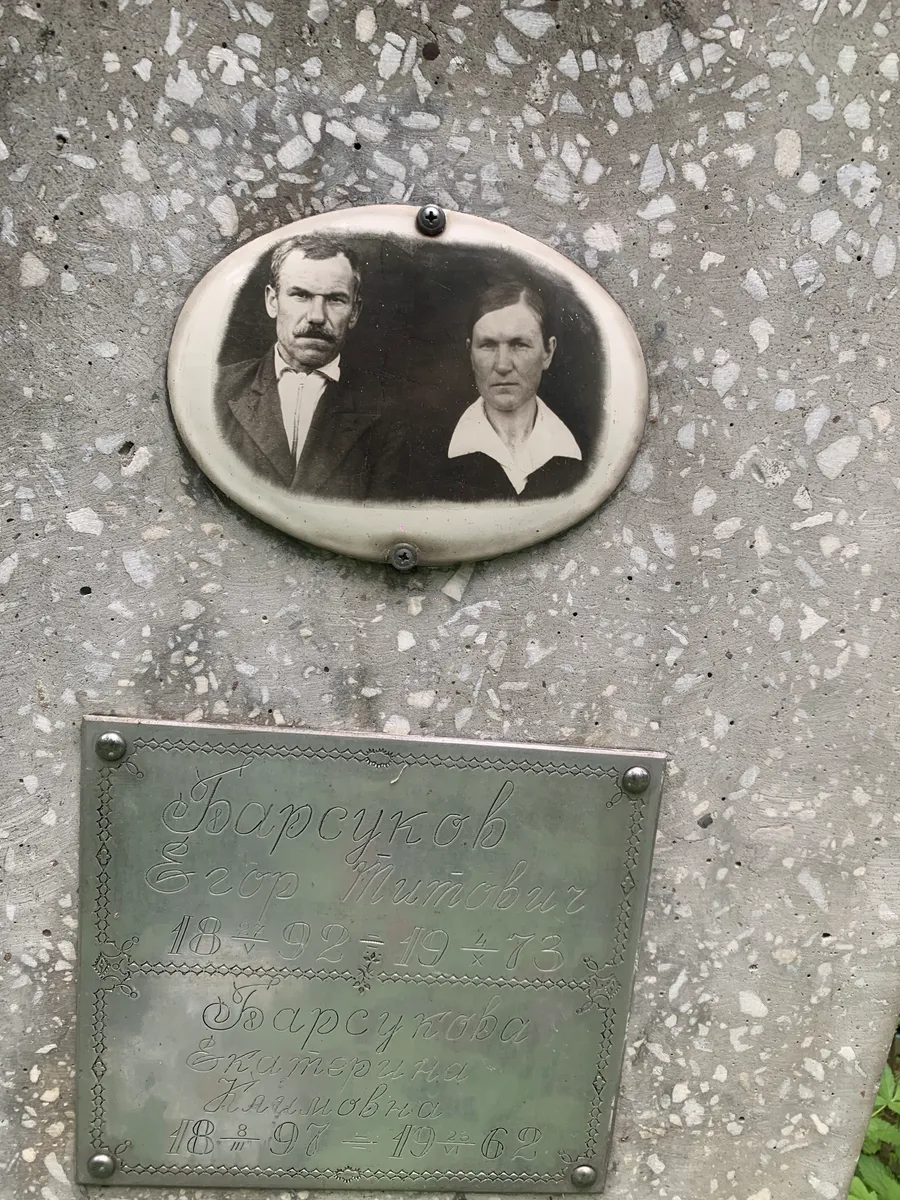 Барсуков
Егор Титович
18 27/V 92 = 19 4/X 73
Барсукова
Екатерина
Климовна
18 8/III 97 = 19 25/VI 62